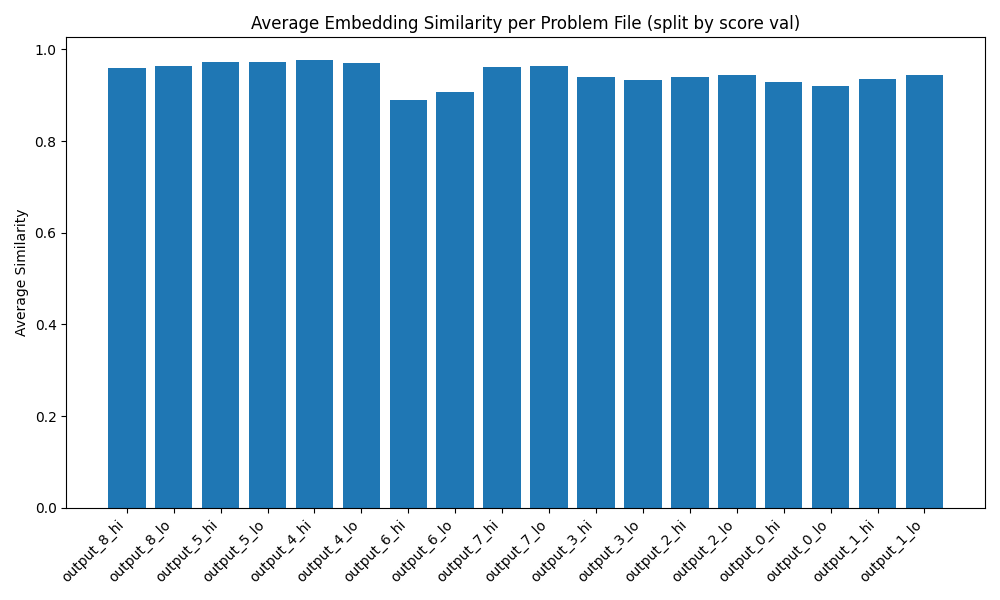 Average Embedding Similarity per Problem File (split by score val)
Average Similarity
1.0
0.8
0.6
0.4
0.2
0.0
output_8_hi
output_8_lo
output_5_hi
output_5_lo
output_4_hi
output_4_lo
output_6_hi
output_6_lo
output_7_hi
output_7_lo
output_3_hi
output_3_lo
output_2_hi
output_2_lo
output_0_hi
output_0_lo
output_1_hi
output_1_lo